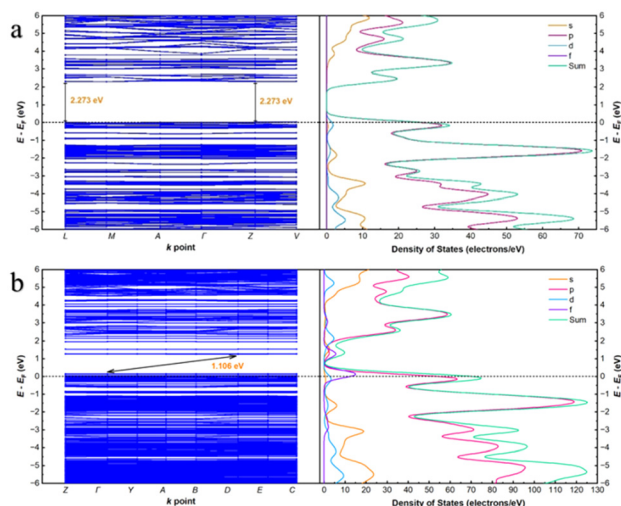 a
6
5
4
3
2
1
0
−1
−2
−3
−4
−5
−6
E - E_F (eV)
2.273 eV
2.273 eV
L M A Γ Z V
k point
s
p
d
f
Sum
0 10 20 30 40 50 60 70
Density of States (electrons/eV)
6
5
4
3
2
1
0
−1
−2
−3
−4
−5
−6
E - E_F (eV)
b
6
5
4
3
2
1
0
−1
−2
−3
−4
−5
−6
E - E_F (eV)
1.106 eV
Z Γ Y A B D E C
k point
s
p
d
f
Sum
0 10 20 30 40 50 60 70 80 90 100 110 120 130
Density of States (electrons/eV)
6
5
4
3
2
1
0
−1
−2
−3
−4
−5
−6
E - E_F (eV)